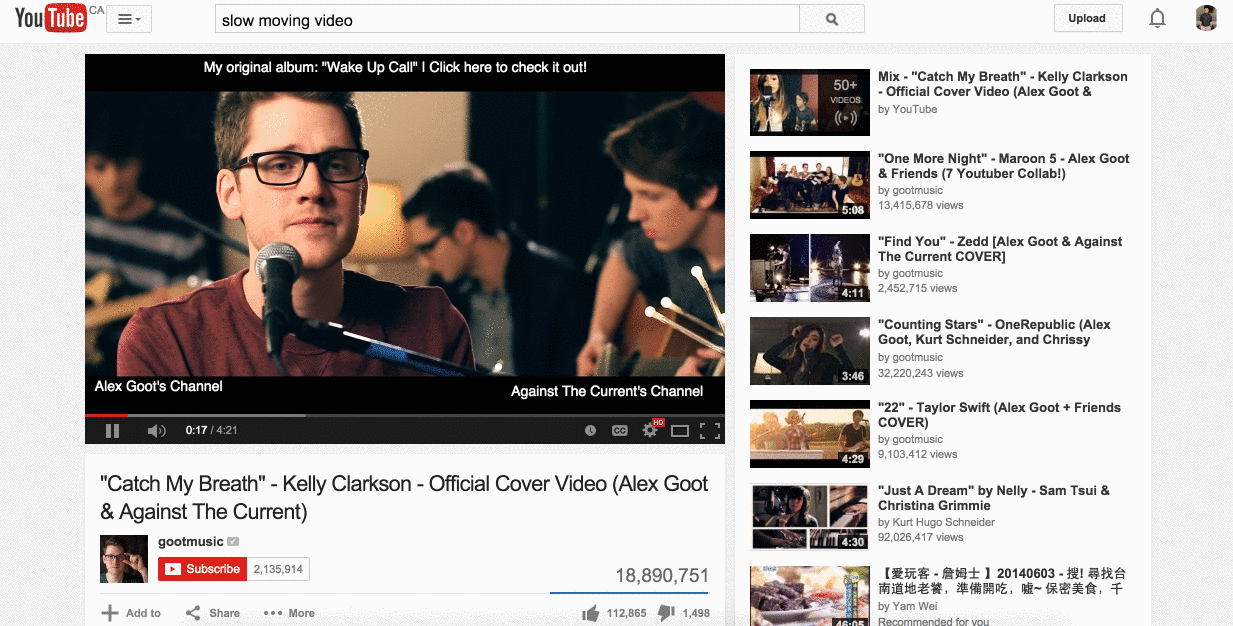 YouTube CA
slow moving video
Upload
My original album: "Wake Up Call" I Click here to check it out!
Alex Goot's Channel
Against The Current's Channel
0:17 / 4:21
CC
HD
"Catch My Breath" - Kelly Clarkson - Official Cover Video (Alex Goot
& Against The Current)
gootmusic
Subscribe 2,135,914
18,890,751
Add to Share More 112,865 1,498
50+
VIDEOS
Mix - "Catch My Breath" - Kelly Clarkson
- Official Cover Video (Alex Goot &
by YouTube
5:08
"One More Night" - Maroon 5 - Alex Goot
& Friends (7 Youtuber Collab!)
by gootmusic
13,415,678 views
4:11
"Find You" - Zedd [Alex Goot & Against
The Current COVER]
by gootmusic
2,452,715 views
3:46
"Counting Stars" - OneRepublic (Alex
Goot, Kurt Schneider, and Chrissy
by gootmusic
32,220,243 views
4:29
"22" - Taylor Swift (Alex Goot + Friends
COVER)
by gootmusic
9,103,412 views
4:30
"Just A Dream" by Nelly - Sam Tsui &
Christina Grimmie
by Kurt Hugo Schneider
92,026,417 views
46:05
【愛玩客 - 詹姆士 】20140603 - 搜! 尋找台
南道地老饕，準備開吃，噓~ 保密美食，千
by Yam Wei
Recommended for you